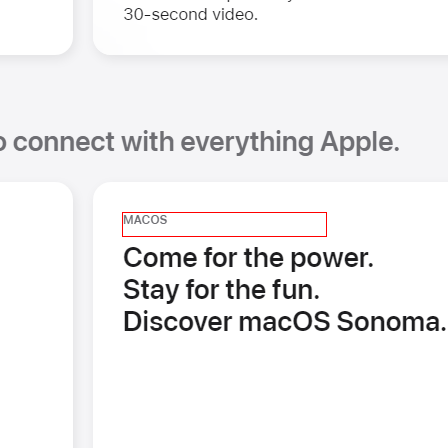 30-second video.
connect with everything Apple.
MACOS
Come for the power.
Stay for the fun.
Discover macOS Sonoma.